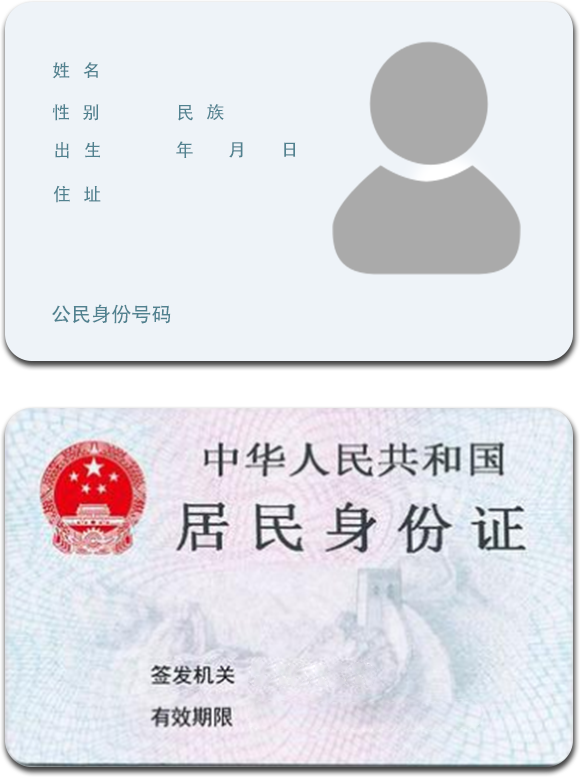 姓 名
性 别 民 族
出 生 年 月 日
住 址
公民身份号码
中华人民共和国
居民身份证
签发机关
有效期限